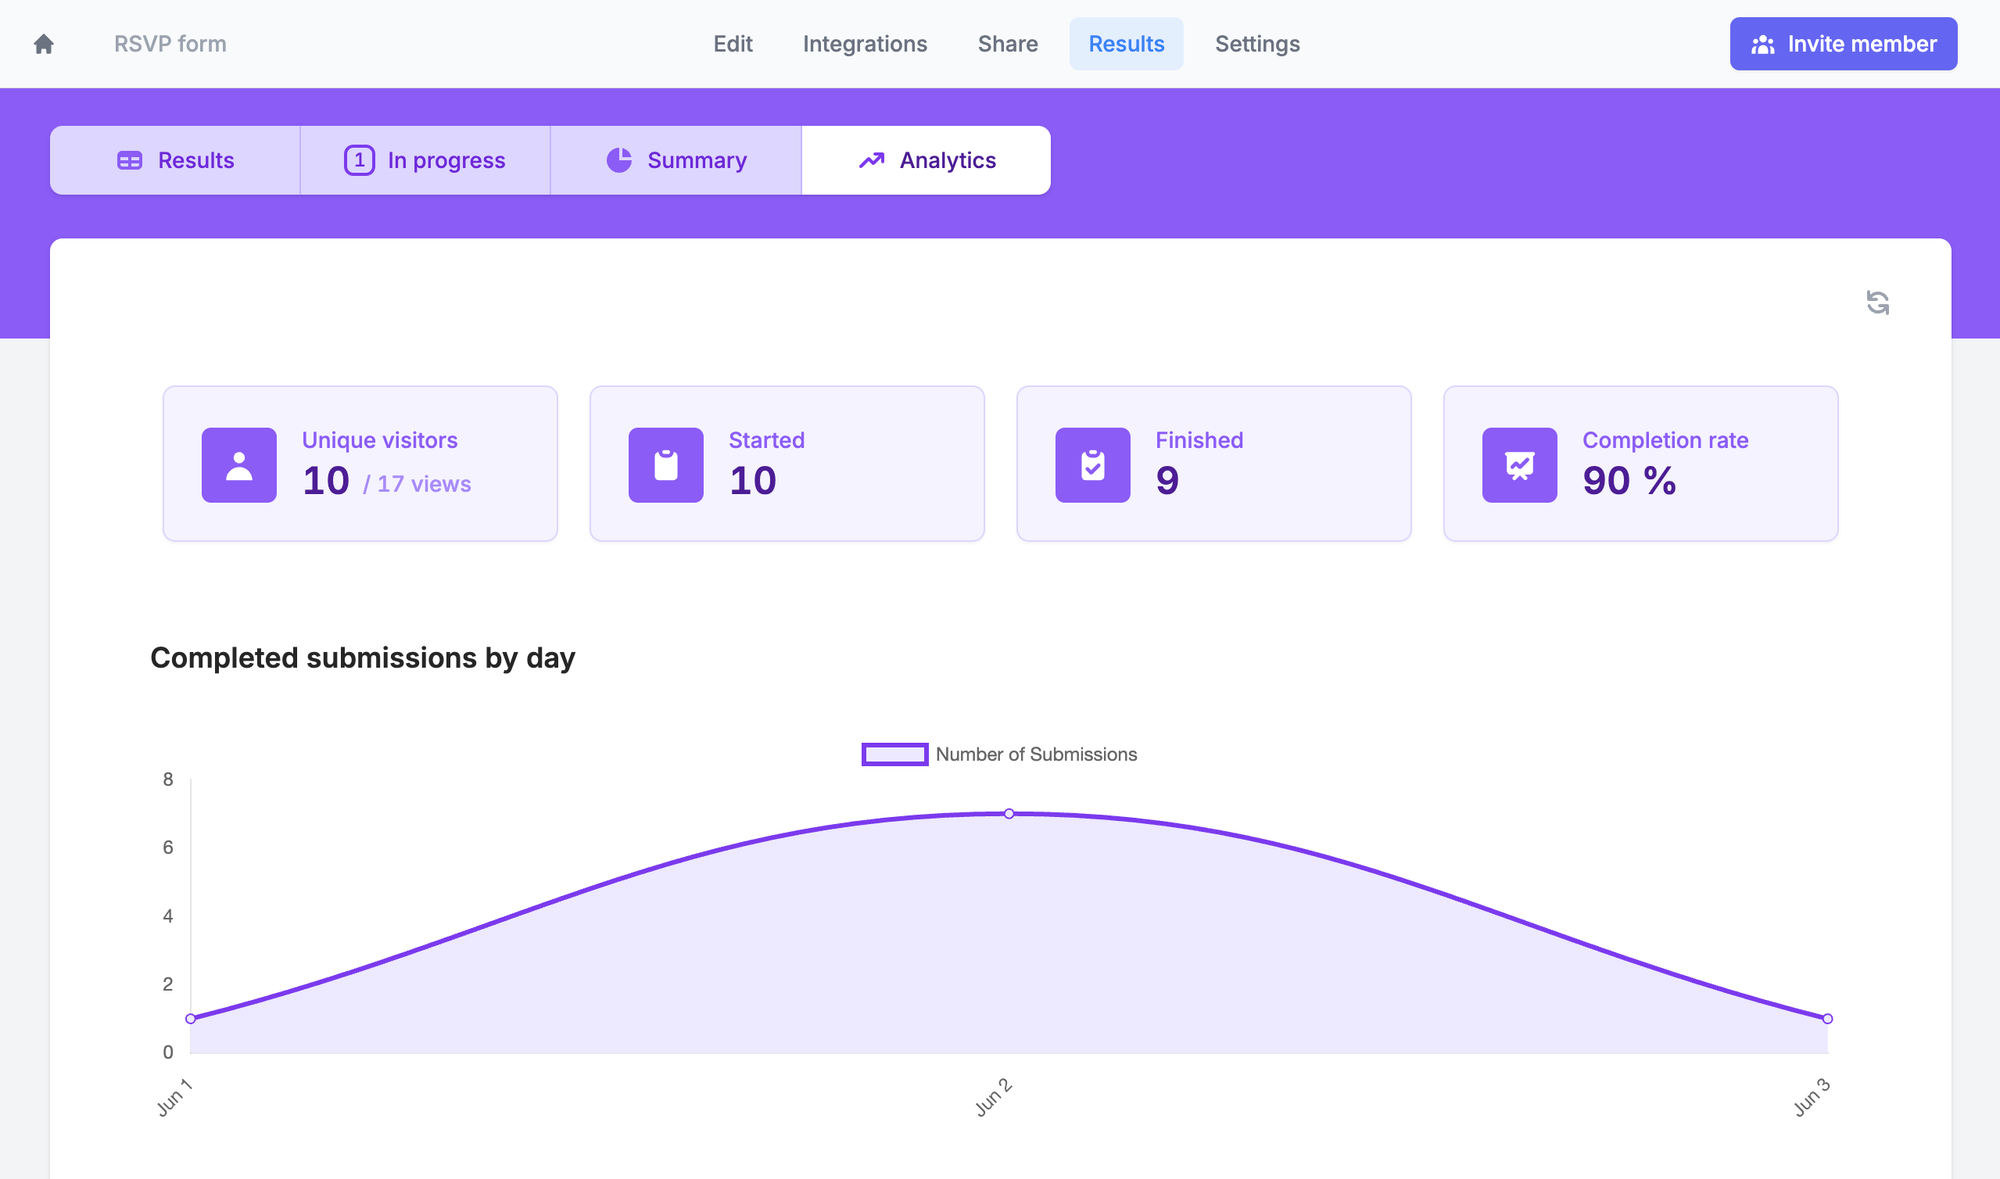 RSVP form
Edit
Integrations
Share
Results
Settings
Invite member
Results
1
In progress
Summary
Analytics
Unique visitors
10 / 17 views
Started
10
Finished
9
Completion rate
90 %
Completed submissions by day
Number of Submissions
8
6
4
2
0
Jun 1
Jun 2
Jun 3